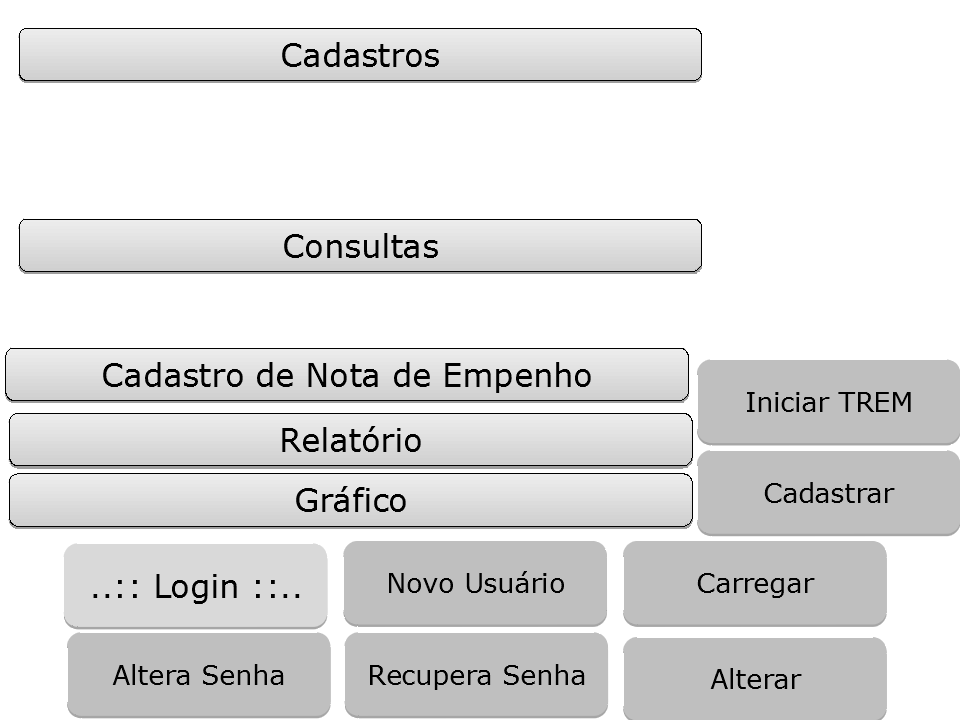 Cadastros
Consultas
Cadastro de Nota de Empenho
Iniciar TREM
Relatório
Cadastrar
Gráfico
..:: Login ::..
Novo Usuário
Carregar
Altera Senha
Recupera Senha
Alterar